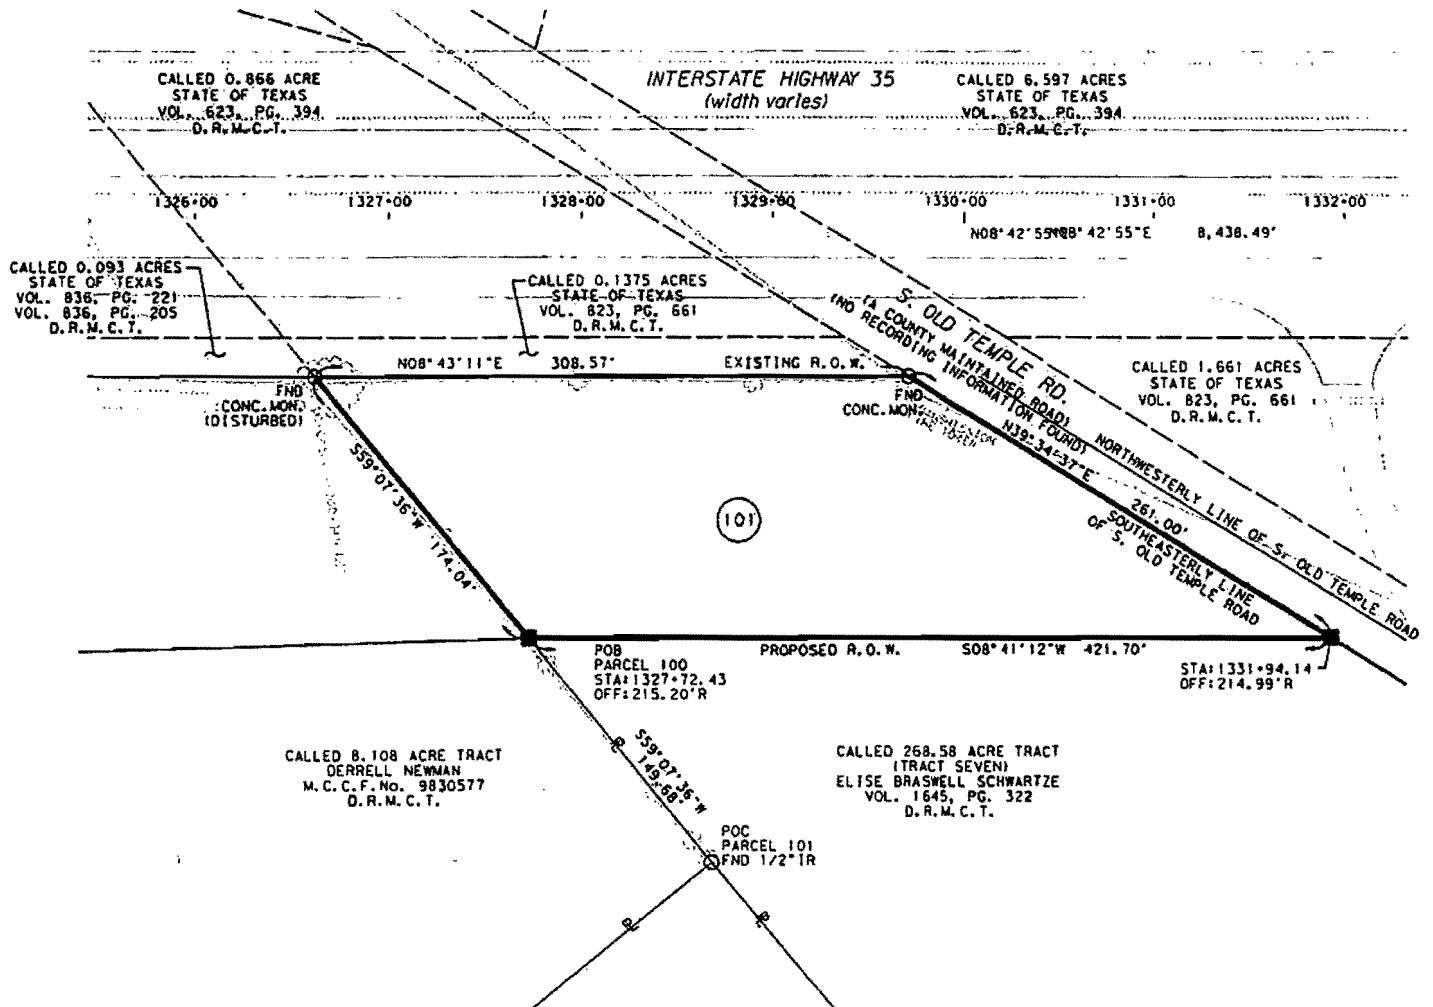 CALLED 0.866 ACRE
STATE OF TEXAS
VOL. 623, PG. 394
D.R.M.C.T.
INTERSTATE HIGHWAY 35
(width varies)
CALLED 6.597 ACRES
STATE OF TEXAS
VOL. 623, PG. 394
D.R.M.C.T.
1326+00
1327+00
1328+00
1329+00
1330+00
1331+00
1332+00
N08°42'55"E
8,438.49'
CALLED 0.093 ACRES
STATE OF TEXAS
VOL. 836, PG. 221
VOL. 836, PG. 205
D.R.M.C.T.
CALLED 0.1375 ACRES
STATE OF TEXAS
VOL. 823, PG. 661
D.R.M.C.T.
S. OLD TEMPLE RD.
(A COUNTY MAINTAINED ROAD)
(NO RECORDING INFORMATION FOUND)
N08°43'11"E 308.57' EXISTING R.O.W.
FND
CONC.MON.
(DISTURBED)
FND
CONC.MON.
CALLED 1.661 ACRES
STATE OF TEXAS
VOL. 823, PG. 661
D.R.M.C.T.
N39°34'37"E 261.00'
NORTHWESTERLY LINE OF S. OLD TEMPLE ROAD
SOUTHEASTERLY LINE
OF S. OLD TEMPLE ROAD
S59°07'36"W 174.04'
101
POB
PARCEL 100
STA:1327+72.43
OFF:215.20'R
PROPOSED R.O.W. S08°41'12"W 421.70'
STA:1331+94.14
OFF:214.99'R
CALLED 8.108 ACRE TRACT
DERRELL NEWMAN
M.C.C.F.No. 9830577
D.R.M.C.T.
S59°07'36"W
149.68'
CALLED 268.58 ACRE TRACT
(TRACT SEVEN)
ELISE BRASWELL SCHWARTZE
VOL. 1645, PG. 322
D.R.M.C.T.
POC
PARCEL 101
FND 1/2"IR